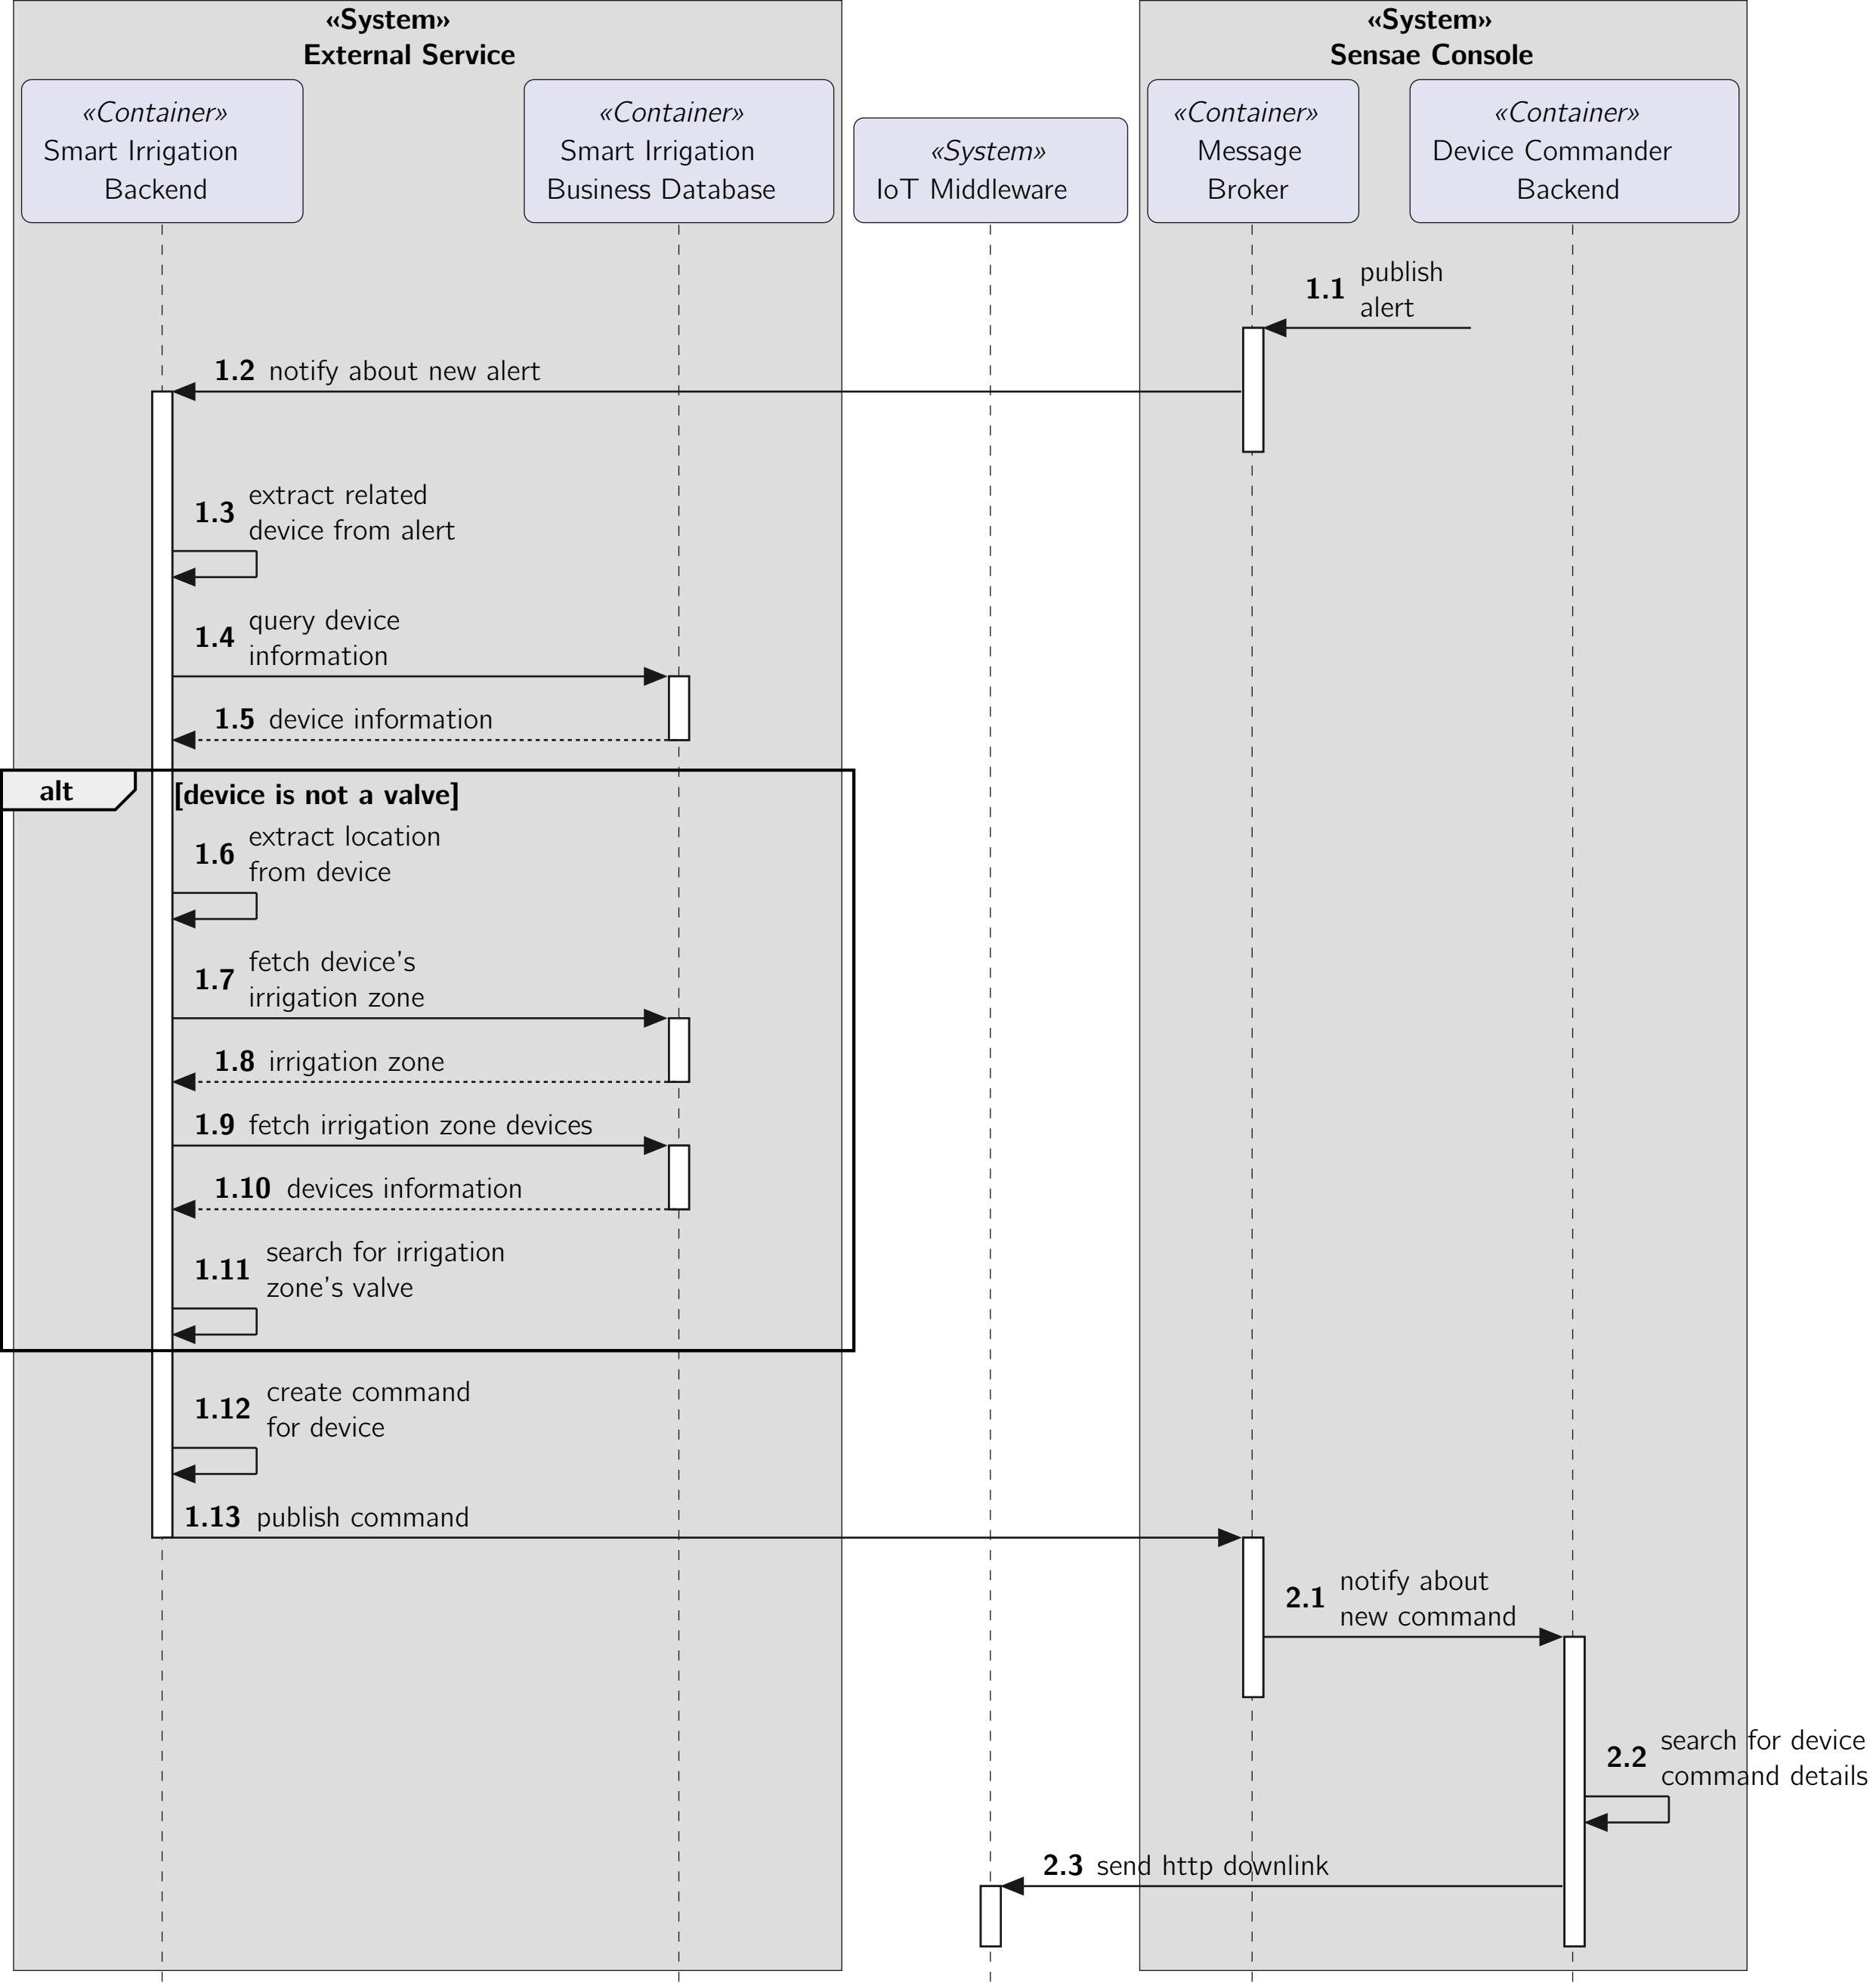 «System»
External Service
«System»
Sensae Console
«Container»
Smart Irrigation
Backend
«Container»
Smart Irrigation
Business Database
«System»
IoT Middleware
«Container»
Message
Broker
«Container»
Device Commander
Backend
1.1 publish
alert
1.2 notify about new alert
1.3 extract related
device from alert
1.4 query device
information
1.5 device information
alt [device is not a valve]
1.6 extract location
from device
1.7 fetch device's
irrigation zone
1.8 irrigation zone
1.9 fetch irrigation zone devices
1.10 devices information
1.11 search for irrigation
zone's valve
1.12 create command
for device
1.13 publish command
2.1 notify about
new command
2.2 search for device
command details
2.3 send http downlink